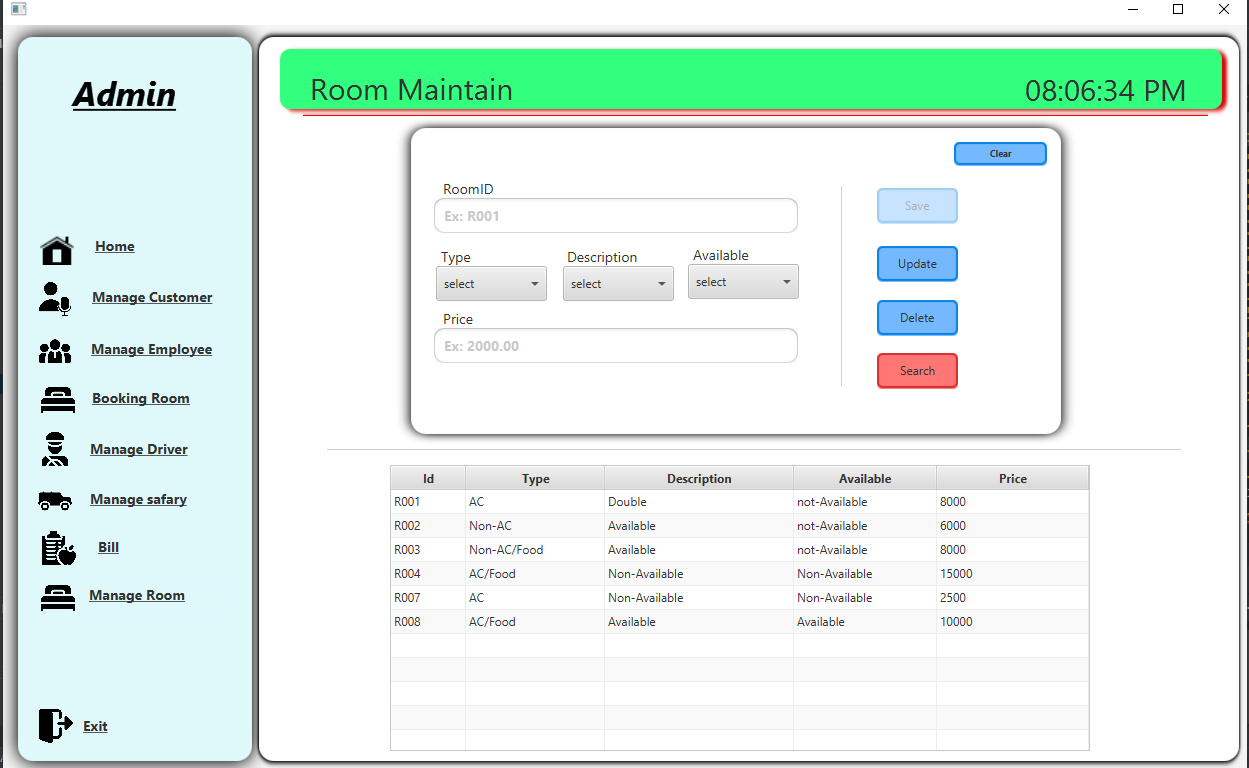 Admin
Home
Manage Customer
Manage Employee
Booking Room
Manage Driver
Manage safary
Bill
Manage Room
Exit
Room Maintain 08:06:34 PM
Clear
RoomID
Ex: R001
Type Description Available
select select select
Price
Ex: 2000.00
Save
Update
Delete
Search
Id Type Description Available Price
R001 AC Double not-Available 8000
R002 Non-AC Available not-Available 6000
R003 Non-AC/Food Available not-Available 8000
R004 AC/Food Non-Available Non-Available 15000
R007 AC Non-Available Non-Available 2500
R008 AC/Food Available Available 10000